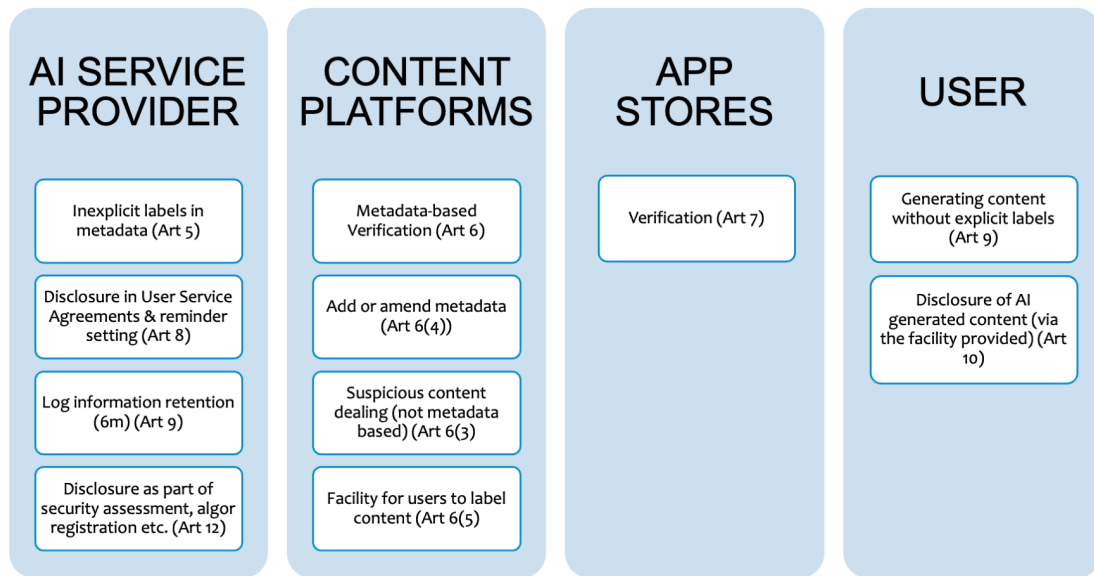 AI SERVICE
PROVIDER
Inexplicit labels in
metadata (Art 5)
Disclosure in User Service
Agreements & reminder
setting (Art 8)
Log information retention
(6m) (Art 9)
Disclosure as part of
security assessment, algor
registration etc. (Art 12)
CONTENT
PLATFORMS
Metadata-based
Verification (Art 6)
Add or amend metadata
(Art 6(4))
Suspicious content
dealing (not metadata
based) (Art 6(3)
Facility for users to label
content (Art 6(5)
APP
STORES
Verification (Art 7)
USER
Generating content
without explicit labels
(Art 9)
Disclosure of AI
generated content (via
the facility provided) (Art
10)